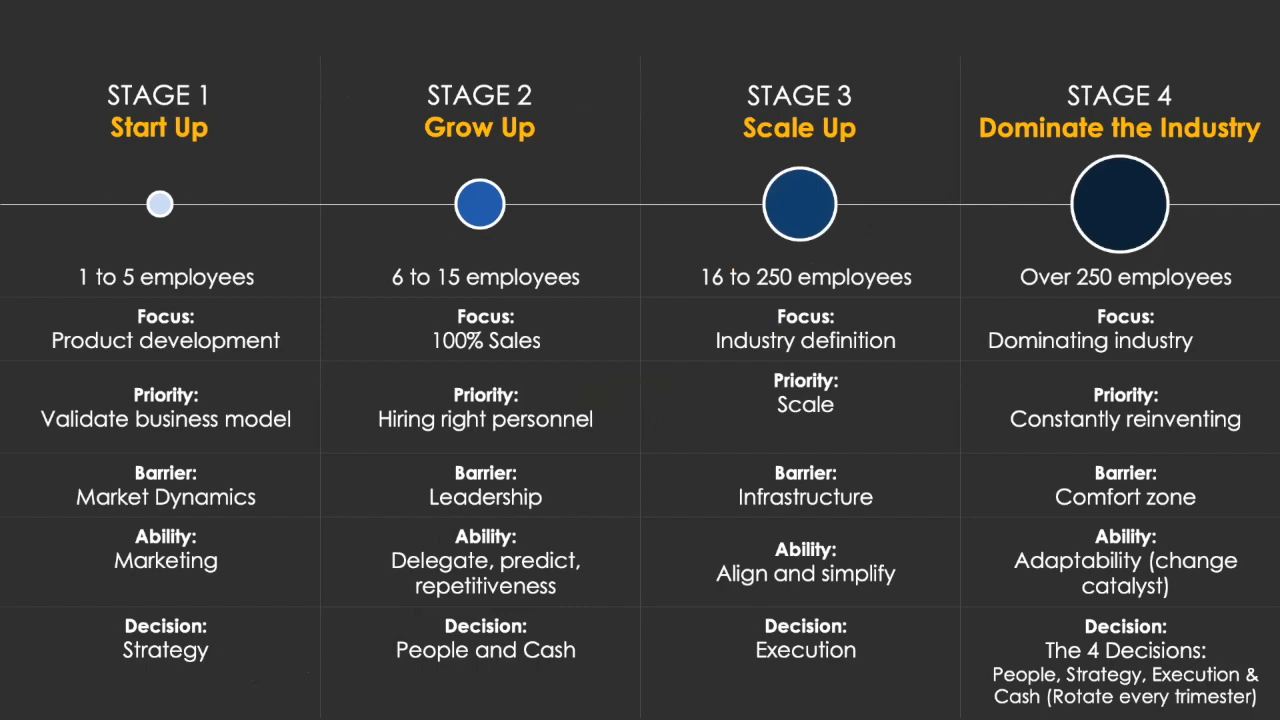 STAGE 1
Start Up
1 to 5 employees
Focus:
Product development
Priority:
Validate business model
Barrier:
Market Dynamics
Ability:
Marketing
Decision:
Strategy
STAGE 2
Grow Up
6 to 15 employees
Focus:
100% Sales
Priority:
Hiring right personnel
Barrier:
Leadership
Ability:
Delegate, predict,
repetitiveness
Decision:
People and Cash
STAGE 3
Scale Up
16 to 250 employees
Focus:
Industry definition
Priority:
Scale
Barrier:
Infrastructure
Ability:
Align and simplify
Decision:
Execution
STAGE 4
Dominate the Industry
Over 250 employees
Focus:
Dominating industry
Priority:
Constantly reinventing
Barrier:
Comfort zone
Ability:
Adaptability (change
catalyst)
Decision:
The 4 Decisions:
People, Strategy, Execution &
Cash (Rotate every trimester)